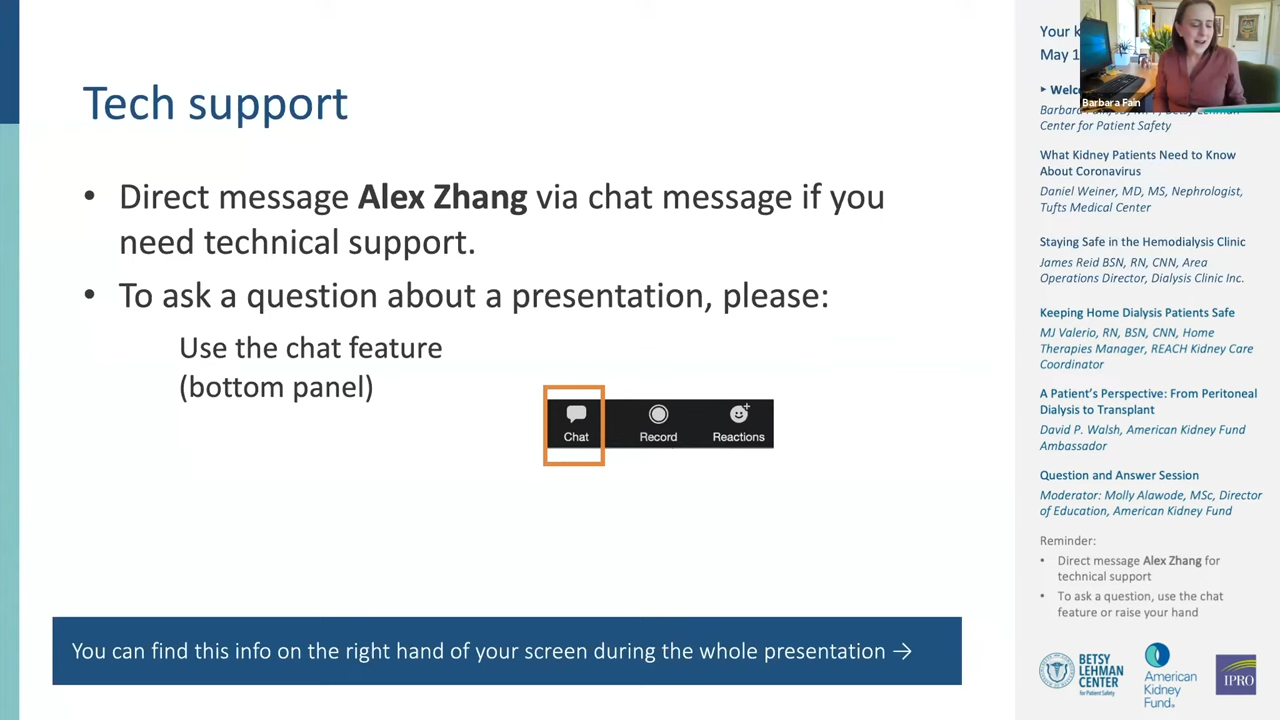 Tech support
• Direct message Alex Zhang via chat message if you
need technical support.
• To ask a question about a presentation, please:
Use the chat feature
(bottom panel)
Chat
Record
Reactions
You can find this info on the right hand of your screen during the whole presentation →
Your k
May 1
Barbara Fain
Center for Patient Safety
What Kidney Patients Need to Know
About Coronavirus
Daniel Weiner, MD, MS, Nephrologist,
Tufts Medical Center
Staying Safe in the Hemodialysis Clinic
James Reid BSN, RN, CNN, Area
Operations Director, Dialysis Clinic Inc.
Keeping Home Dialysis Patients Safe
MJ Valerio, RN, BSN, CNN, Home
Therapies Manager, REACH Kidney Care
Coordinator
A Patient's Perspective: From Peritoneal
Dialysis to Transplant
David P. Walsh, American Kidney Fund
Ambassador
Question and Answer Session
Moderator: Molly Alawode, MSc, Director
of Education, American Kidney Fund
Reminder:
• Direct message Alex Zhang for
technical support
• To ask a question, use the chat
feature or raise your hand
BETSY
LEHMAN
CENTER
for Patient Safety
American
Kidney
Fund.
IPRO